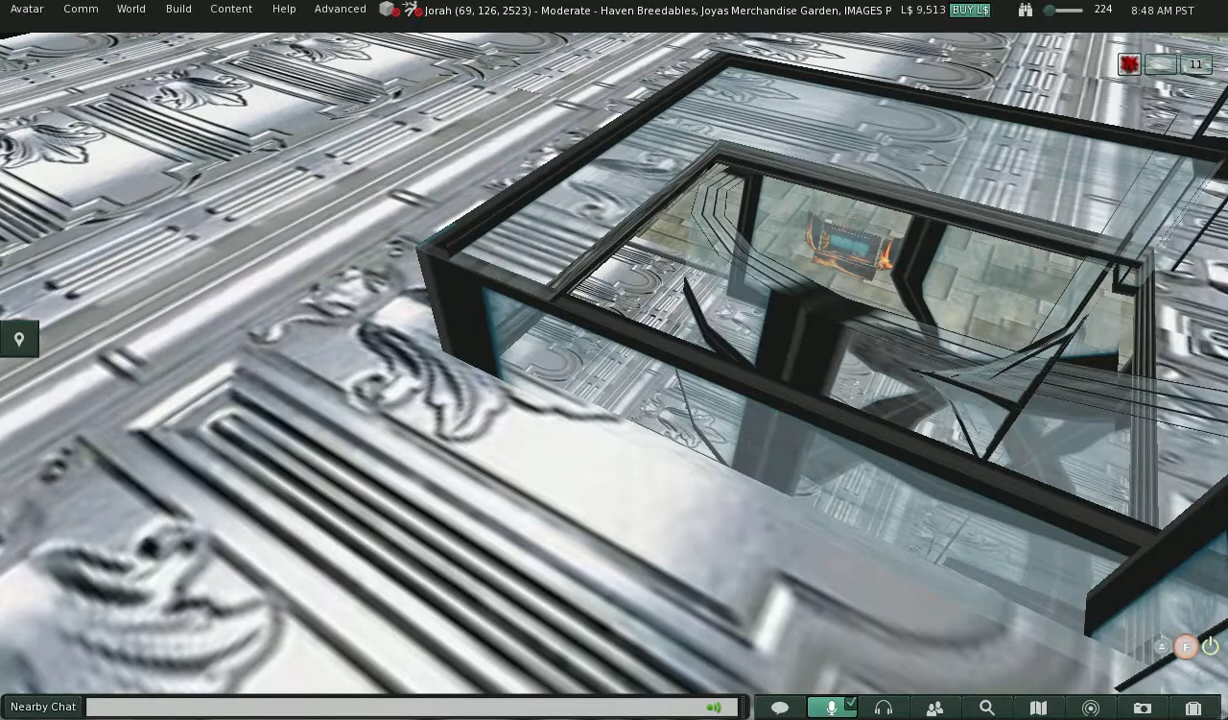 Avatar Comm World Build Content Help Advanced Jorah (69, 126, 2523) - Moderate - Haven Breedables, Joyas Merchandise Garden, IMAGES P L$ 9,513 BUY L$ 224 8:48 AM PST
11
F
Nearby Chat